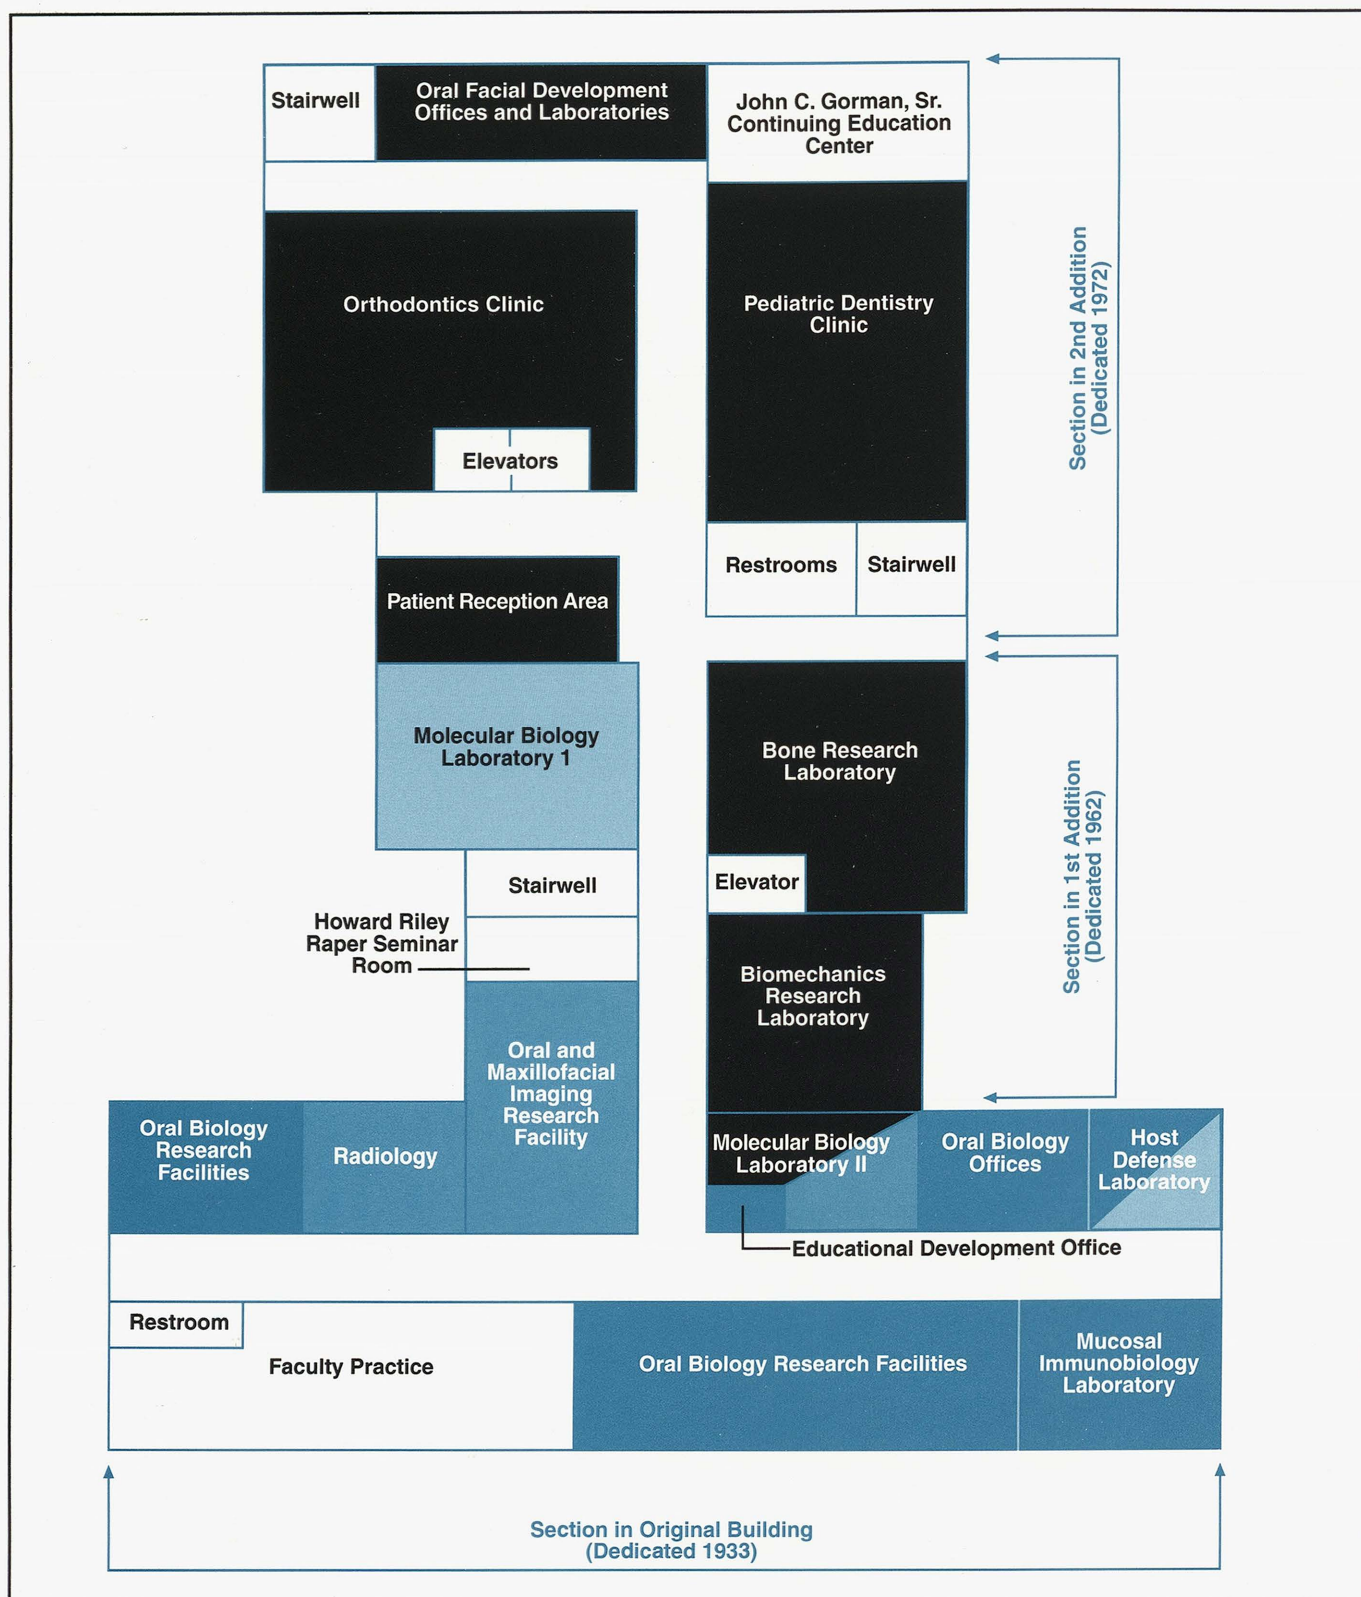 Stairwell
Oral Facial Development
Offices and Laboratories
John C. Gorman, Sr.
Continuing Education
Center
Orthodontics Clinic
Pediatric Dentistry
Clinic
Elevators
Section in 2nd Addition
(Dedicated 1972)
Restrooms
Stairwell
Patient Reception Area
Molecular Biology
Laboratory 1
Bone Research
Laboratory
Elevator
Stairwell
Howard Riley
Raper Seminar
Room
Section in 1st Addition
(Dedicated 1962)
Biomechanics
Research
Laboratory
Oral and
Maxillofacial
Imaging
Research
Facility
Oral Biology
Research
Facilities
Radiology
Molecular Biology
Laboratory II
Oral Biology
Offices
Host
Defense
Laboratory
Educational Development Office
Restroom
Faculty Practice
Oral Biology Research Facilities
Mucosal
Immunobiology
Laboratory
Section in Original Building
(Dedicated 1933)